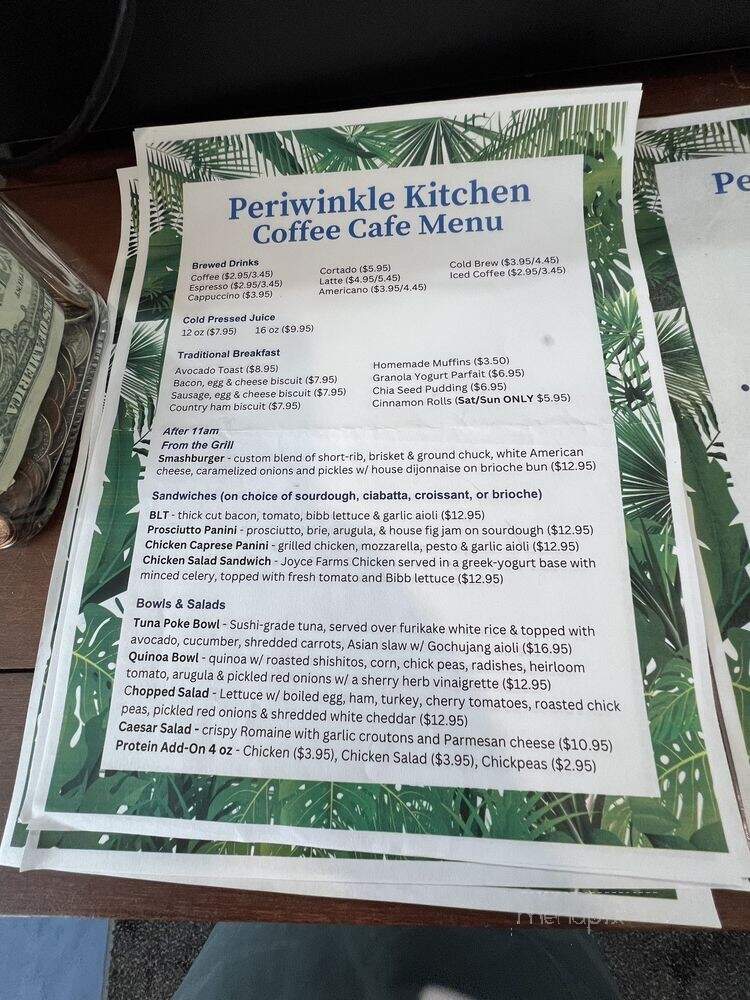 Periwinkle Kitchen
Coffee Cafe Menu
Brewed Drinks
Coffee ($2.95/3.45)
Espresso ($2.95/3.45)
Cappuccino ($3.95)
Cortado ($5.95)
Latte ($4.95/5.45)
Americano ($3.95/4.45)
Cold Brew ($3.95/4.45)
Iced Coffee ($2.95/3.45)
Cold Pressed Juice
12 oz ($7.95) 16 oz ($9.95)
Traditional Breakfast
Avocado Toast ($8.95)
Bacon, egg & cheese biscuit ($7.95)
Sausage, egg & cheese biscuit ($7.95)
Country ham biscuit ($7.95)
Homemade Muffins ($3.50)
Granola Yogurt Parfait ($6.95)
Chia Seed Pudding ($6.95)
Cinnamon Rolls (Sat/Sun ONLY $5.95)
After 11am
From the Grill
Smashburger - custom blend of short-rib, brisket & ground chuck, white American
cheese, caramelized onions and pickles w/ house dijonnaise on brioche bun ($12.95)
Sandwiches (on choice of sourdough, ciabatta, croissant, or brioche)
BLT - thick cut bacon, tomato, bibb lettuce & garlic aioli ($12.95)
Prosciutto Panini - prosciutto, brie, arugula, & house fig jam on sourdough ($12.95)
Chicken Caprese Panini - grilled chicken, mozzarella, pesto & garlic aioli ($12.95)
Chicken Salad Sandwich - Joyce Farms Chicken served in a greek-yogurt base with
minced celery, topped with fresh tomato and Bibb lettuce ($12.95)
Bowls & Salads
Tuna Poke Bowl - Sushi-grade tuna, served over furikake white rice & topped with
avocado, cucumber, shredded carrots, Asian slaw w/ Gochujang aioli ($16.95)
Quinoa Bowl - quinoa w/ roasted shishitos, corn, chick peas, radishes, heirloom
tomato, arugula & pickled red onions w/ a sherry herb vinaigrette ($12.95)
Chopped Salad - Lettuce w/ boiled egg, ham, turkey, cherry tomatoes, roasted chick
peas, pickled red onions & shredded white cheddar ($12.95)
Caesar Salad - crispy Romaine with garlic croutons and Parmesan cheese ($10.95)
Protein Add-On 4 oz - Chicken ($3.95), Chicken Salad ($3.95), Chickpeas ($2.95)
Pe